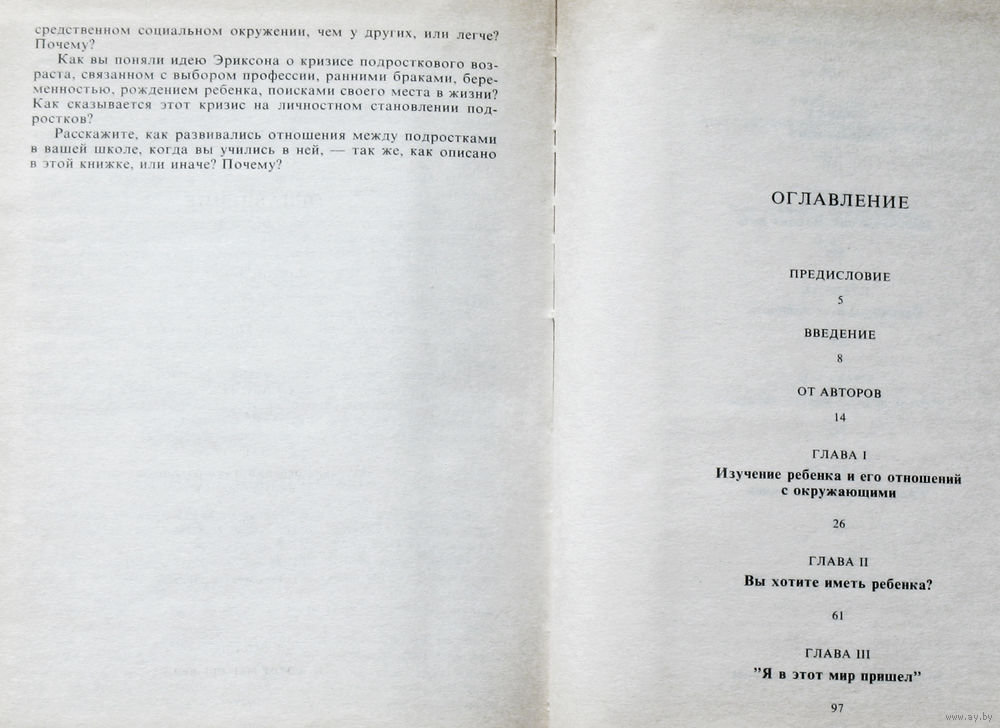 средственном социальном окружении, чем у других, или легче?
Почему?
Как вы поняли идею Эриксона о кризисе подросткового воз-
раста, связанном с выбором профессии, ранними браками, бере-
менностью, рождением ребенка, поисками своего места в жизни?
Как сказывается этот кризис на личностном становлении под-
ростков?
Расскажите, как развивались отношения между подростками
в вашей школе, когда вы учились в ней, — так же, как описано
в этой книжке, или иначе? Почему?
ОГЛАВЛЕНИЕ
ПРЕДИСЛОВИЕ
5
ВВЕДЕНИЕ
8
ОТ АВТОРОВ
14
ГЛАВА I
Изучение ребенка и его отношений
с окружающими
26
ГЛАВА II
Вы хотите иметь ребенка?
61
ГЛАВА III
"Я в этот мир пришел"
97
www.ay.by